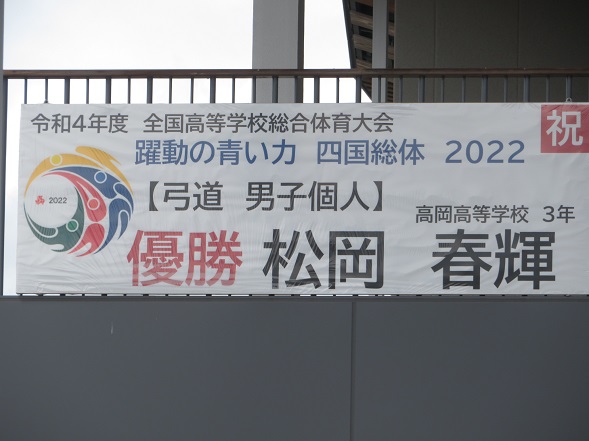 令和4年度 全国高等学校総合体育大会
祝
躍動の青い力 四国総体 2022
2022
【弓道 男子個人】
高岡高等学校 3年
優勝 松岡 春輝